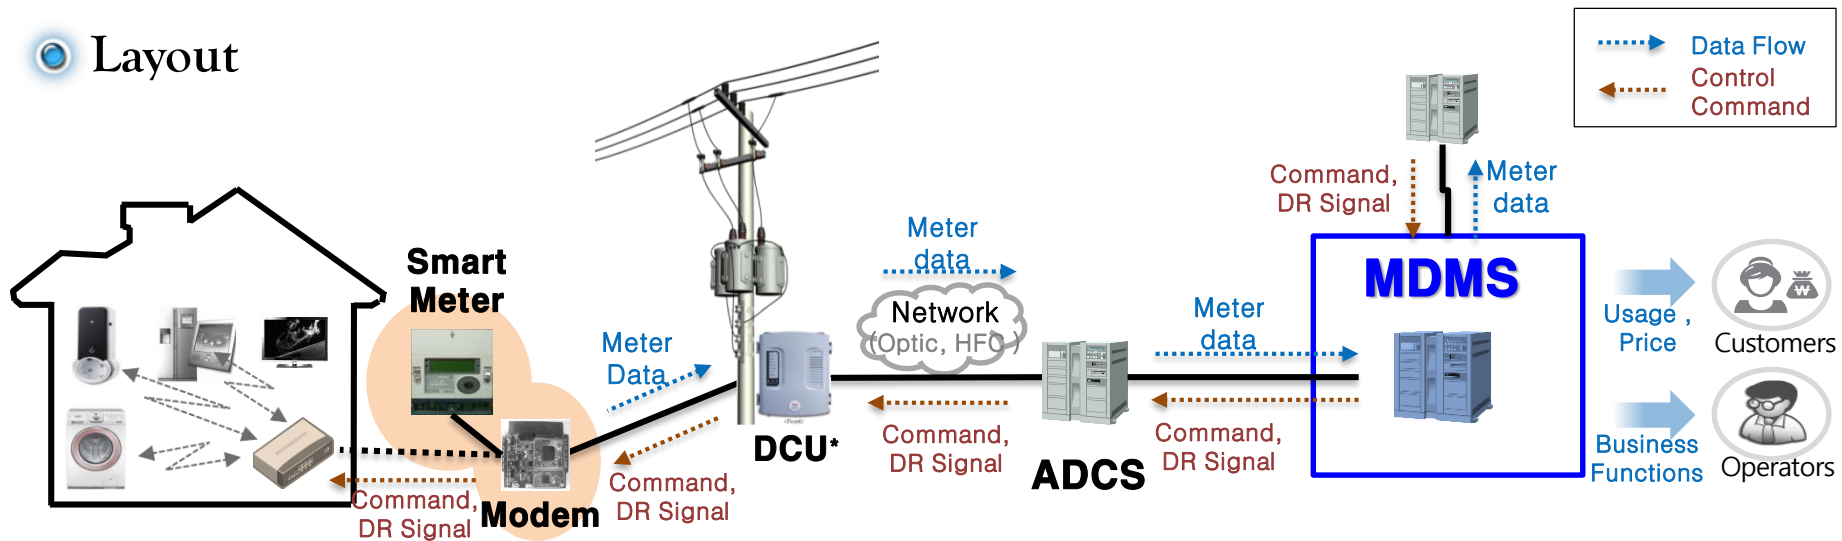 Layout
Data Flow
Control
Command
Command,
DR Signal
Meter
data
MDMS
Usage ,
Price
Customers
Business
Functions
Operators
Smart
Meter
Modem
Command,
DR Signal
Meter
Data
Command,
DR Signal
DCU*
<Front>
Meter
data
Network
(Optic, HFC )
Command,
DR Signal
ADCS
Meter
data
Command,
DR Signal